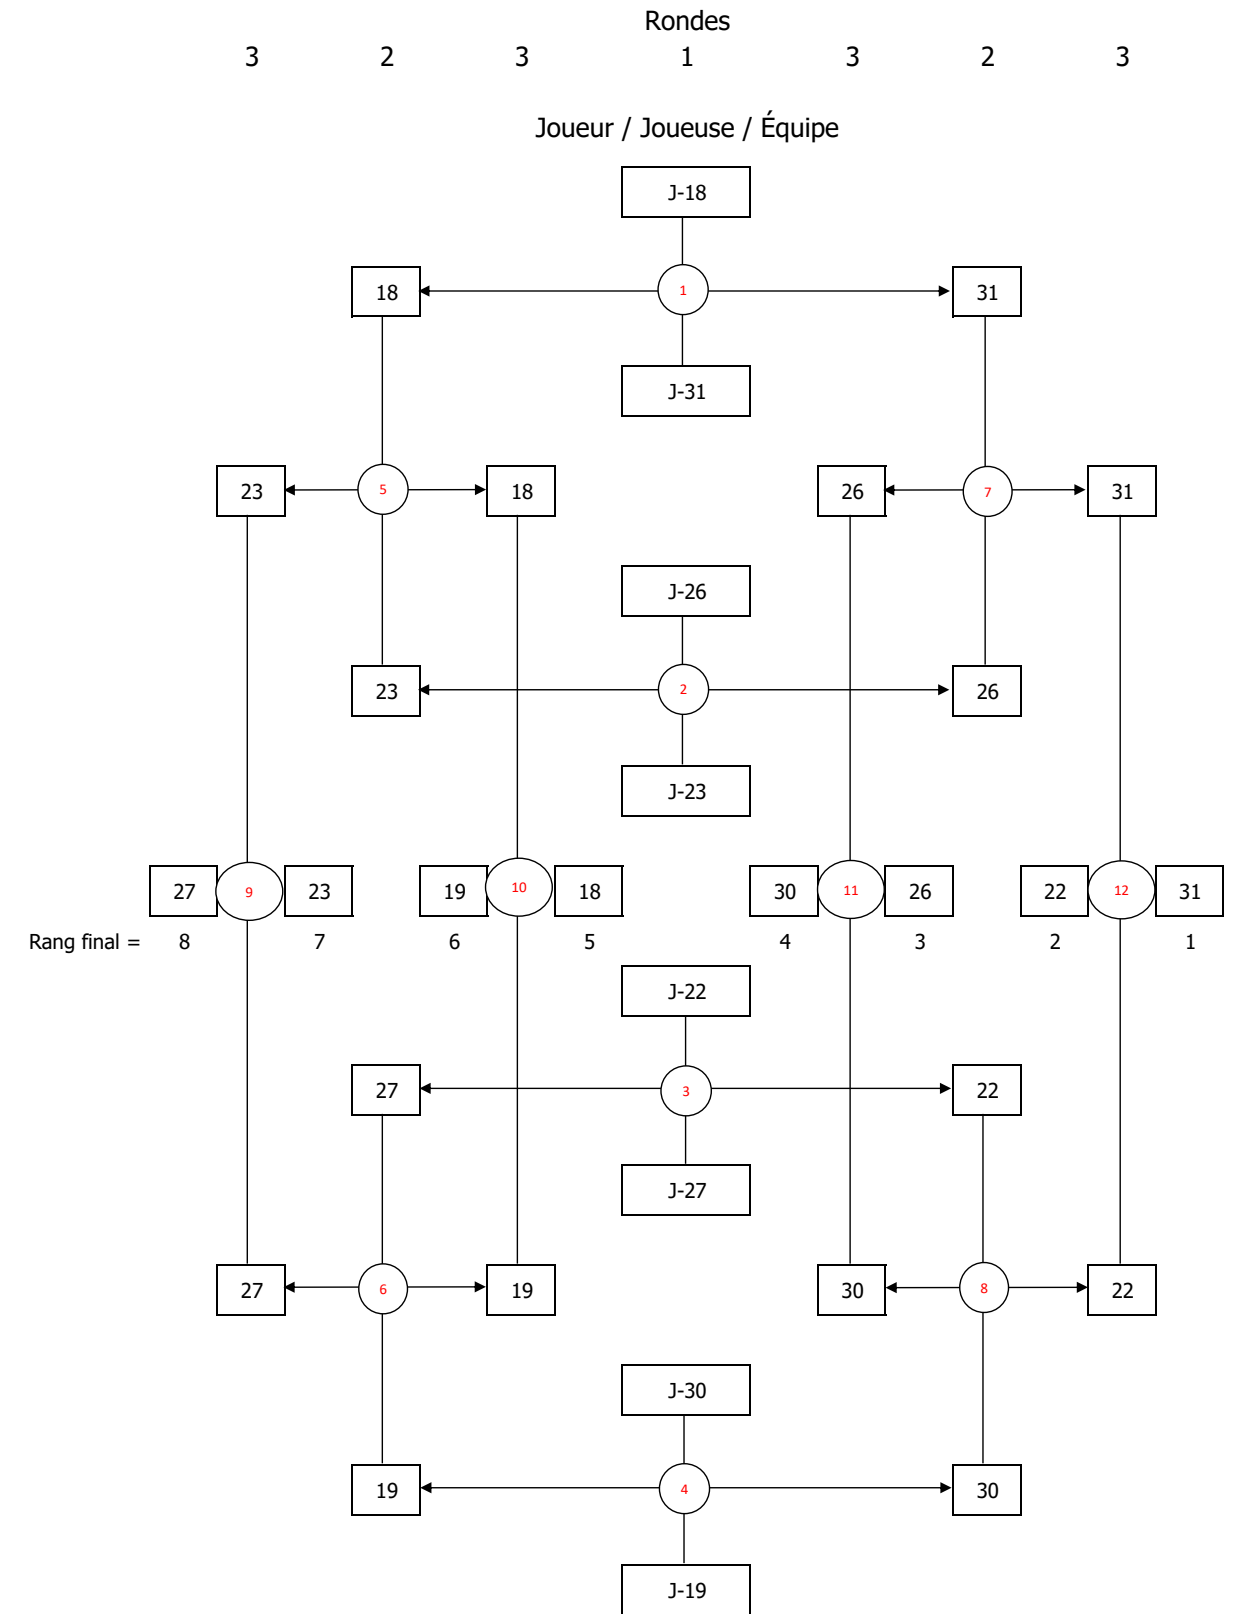 Rondes
3 2 3 1 3 2 3
Joueur / Joueuse / Équipe
J-18
18 1 31
J-31
23 5 18 26 7 31
J-26
23 2 26
J-23
27 9 23 19 10 18 30 11 26 22 12 31
Rang final = 8 7 6 5 4 3 2 1
J-22
27 3 22
J-27
27 6 19 30 8 22
J-30
19 4 30
J-19